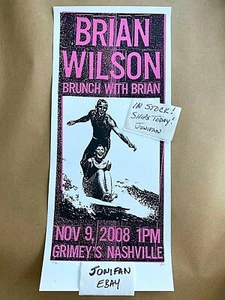 BRIAN
WILSON
BRUNCH WITH BRIAN
IN STOCK!
SHIPS TODAY!
JONIFAN
NOV 9, 2008 1PM
GRIMEY'S NASHVILLE
JONIFAN
EBAY